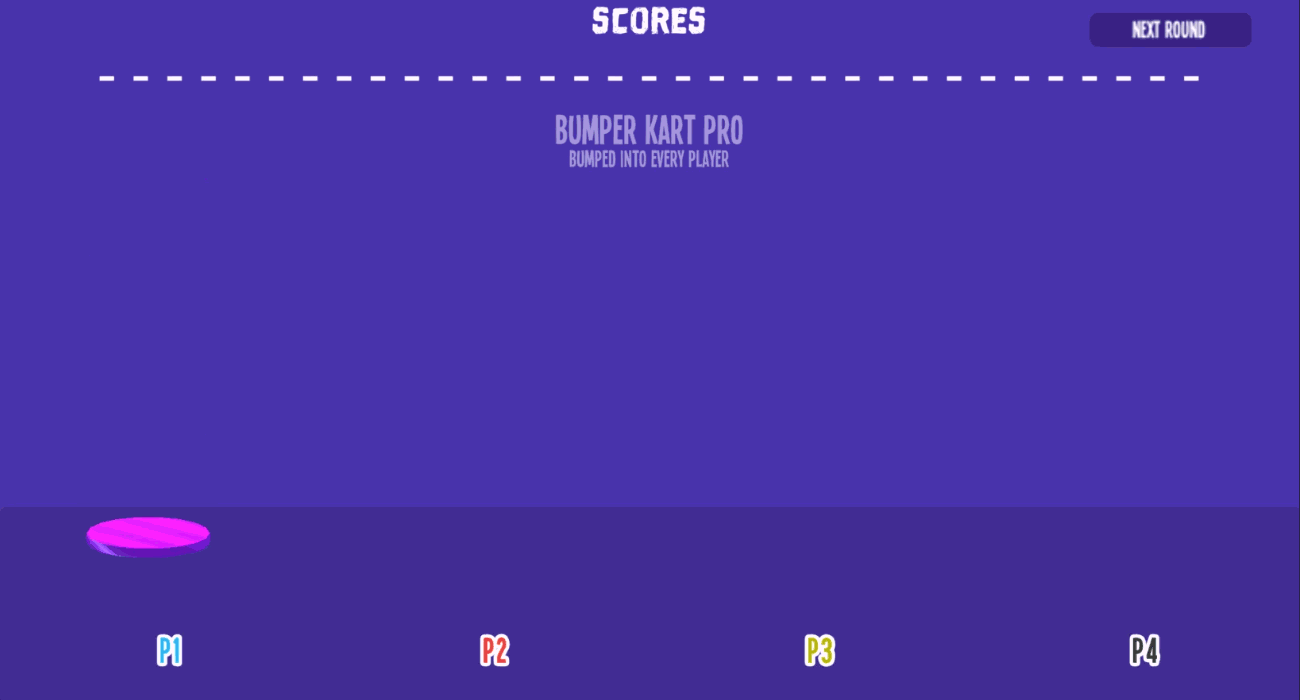 SCORES
NEXT ROUND
BUMPER KART PRO
BUMPED INTO EVERY PLAYER
P1 P2 P3 P4